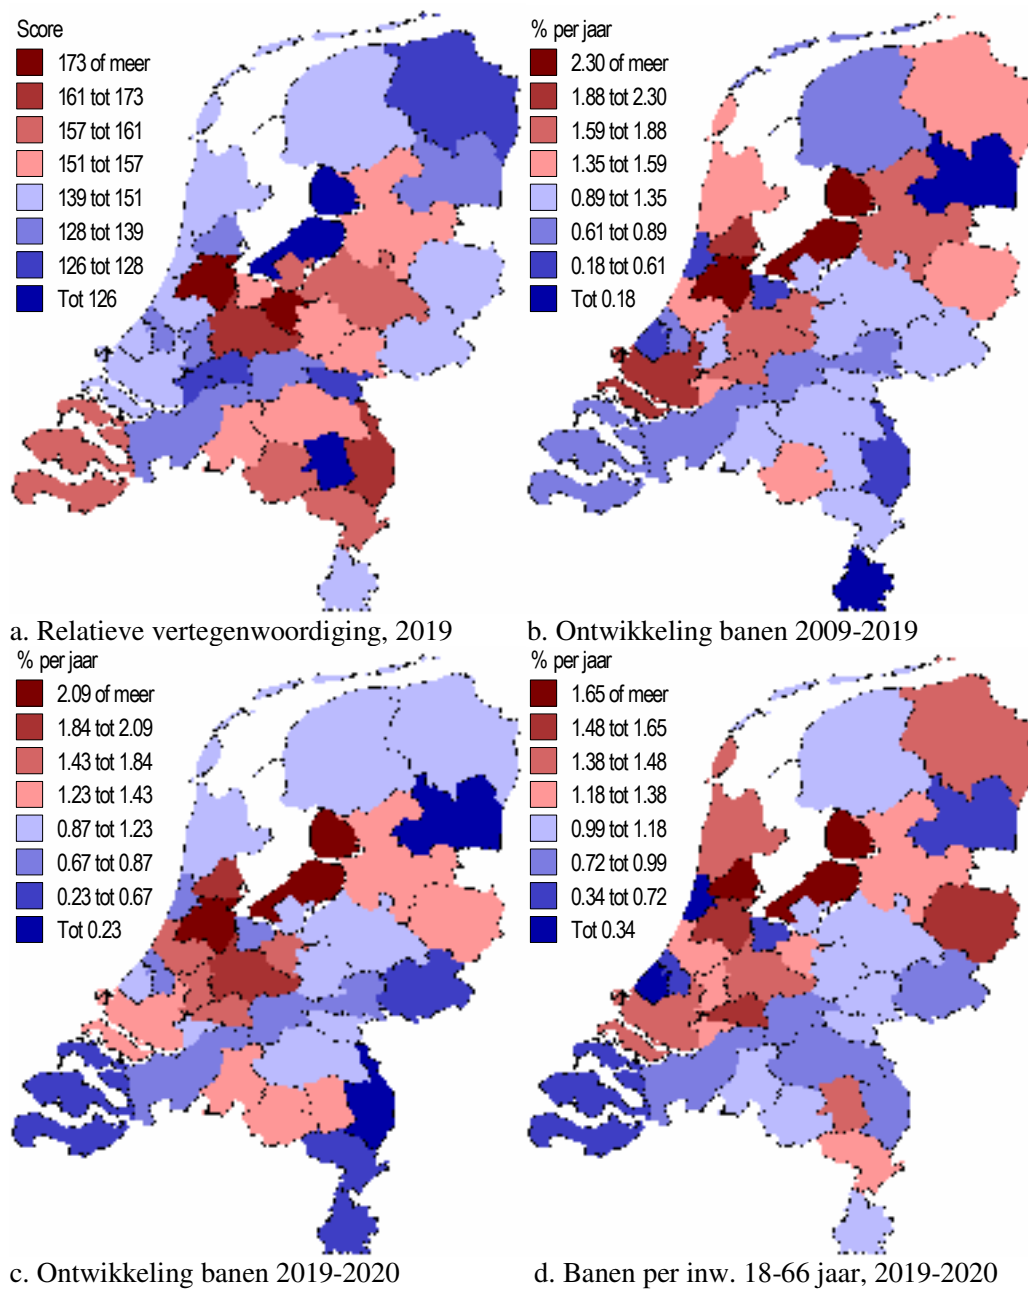 Score
173 of meer
161 tot 173
157 tot 161
151 tot 157
139 tot 151
128 tot 139
126 tot 128
Tot 126
% per jaar
2.30 of meer
1.88 tot 2.30
1.59 tot 1.88
1.35 tot 1.59
0.89 tot 1.35
0.61 tot 0.89
0.18 tot 0.61
Tot 0.18
a. Relatieve vertegenwoordiging, 2019
b. Ontwikkeling banen 2009-2019
% per jaar
2.09 of meer
1.84 tot 2.09
1.43 tot 1.84
1.23 tot 1.43
0.87 tot 1.23
0.67 tot 0.87
0.23 tot 0.67
Tot 0.23
% per jaar
1.65 of meer
1.48 tot 1.65
1.38 tot 1.48
1.18 tot 1.38
0.99 tot 1.18
0.72 tot 0.99
0.34 tot 0.72
Tot 0.34
c. Ontwikkeling banen 2019-2020
d. Banen per inw. 18-66 jaar, 2019-2020